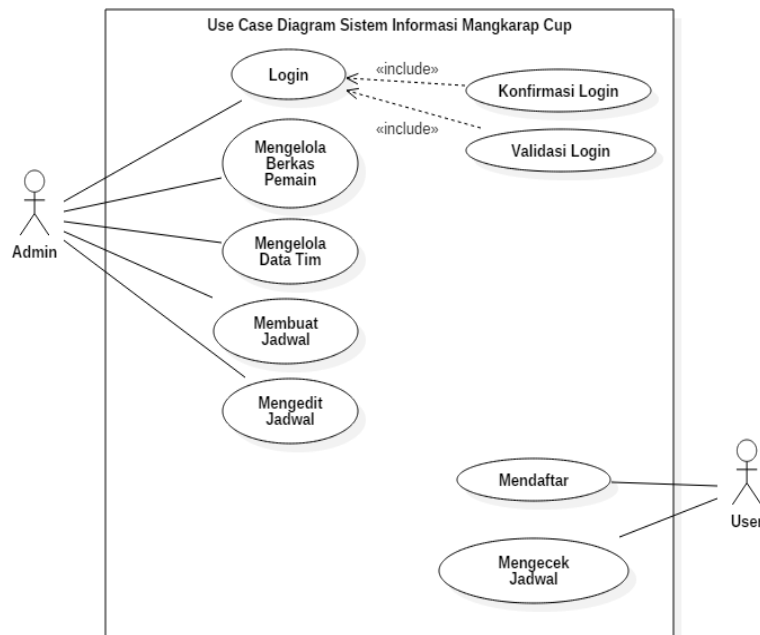 Use Case Diagram Sistem Informasi Mangkarap Cup
Login
«include»
Konfirmasi Login
«include»
Validasi Login
Mengelola
Berkas
Pemain
Admin
Mengelola
Data Tim
Membuat
Jadwal
Mengedit
Jadwal
Mendaftar
User
Mengecek
Jadwal